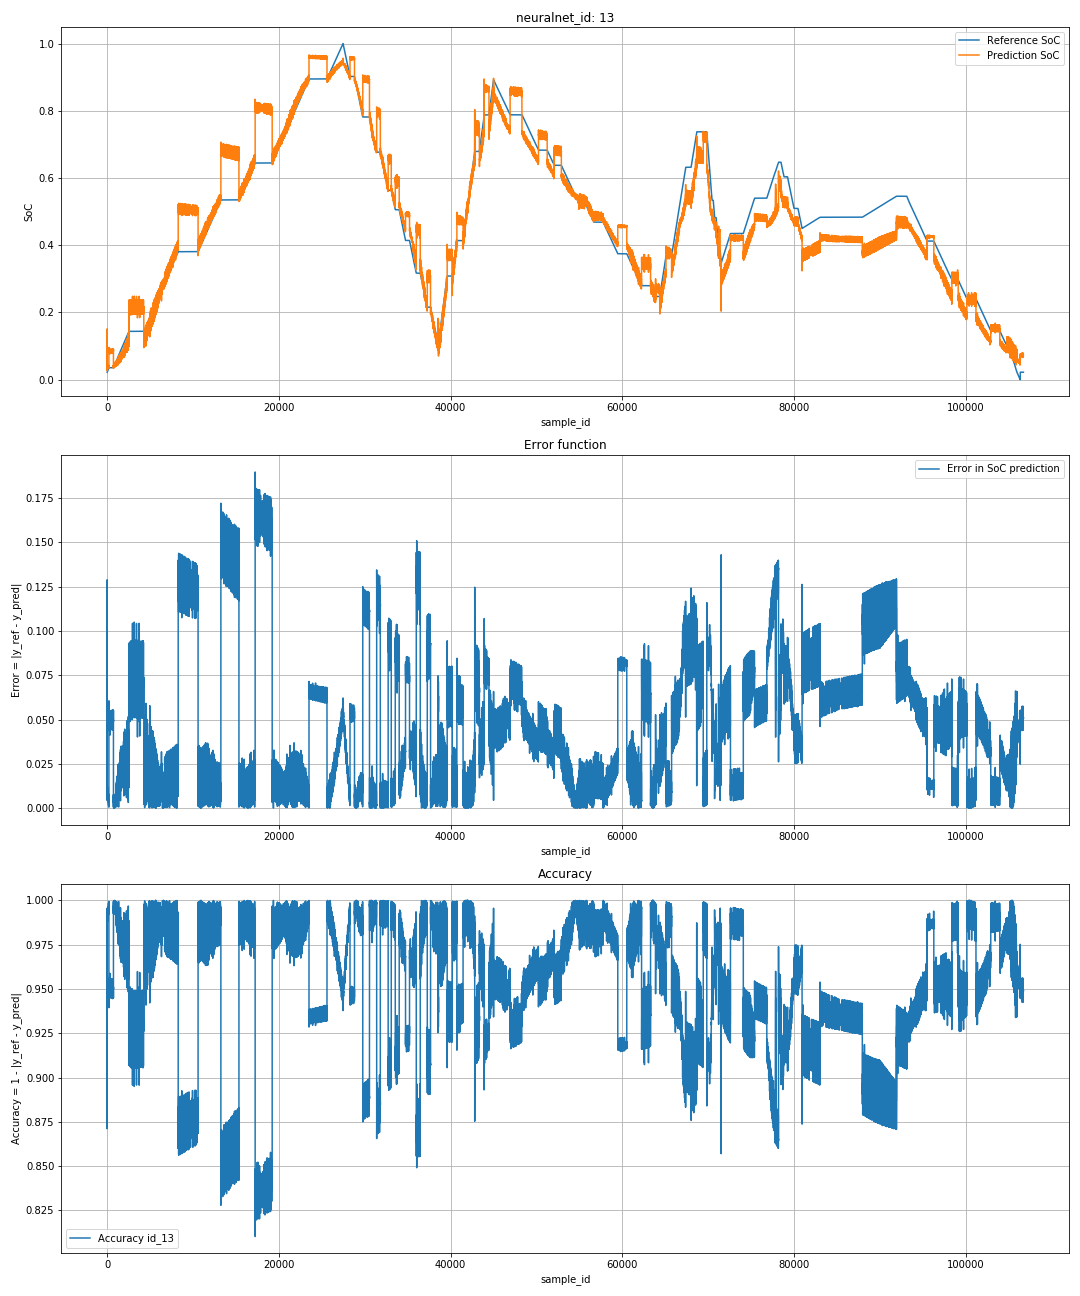 neuralnet_id: 13
Reference SoC
Prediction SoC
SoC
1.0
0.8
0.6
0.4
0.2
0.0
0 20000 40000 60000 80000 100000
sample_id
Error function
Error in SoC prediction
Error = |y_ref - y_pred|
0.175
0.150
0.125
0.100
0.075
0.050
0.025
0.000
0 20000 40000 60000 80000 100000
sample_id
Accuracy
Accuracy = 1 - |y_ref - y_pred|
1.000
0.975
0.950
0.925
0.900
0.875
0.850
0.825
Accuracy id_13
0 20000 40000 60000 80000 100000
sample_id